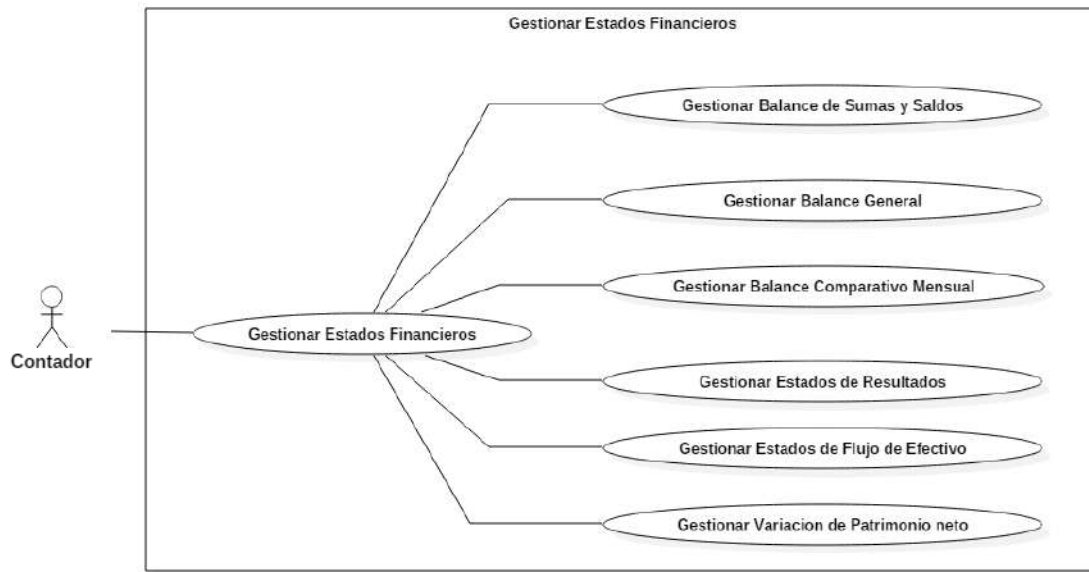 Gestionar Estados Financieros
Gestionar Balance de Sumas y Saldos
Gestionar Balance General
Gestionar Balance Comparativo Mensual
Contador
Gestionar Estados Financieros
Gestionar Estados de Resultados
Gestionar Estados de Flujo de Efectivo
Gestionar Variacion de Patrimonio neto